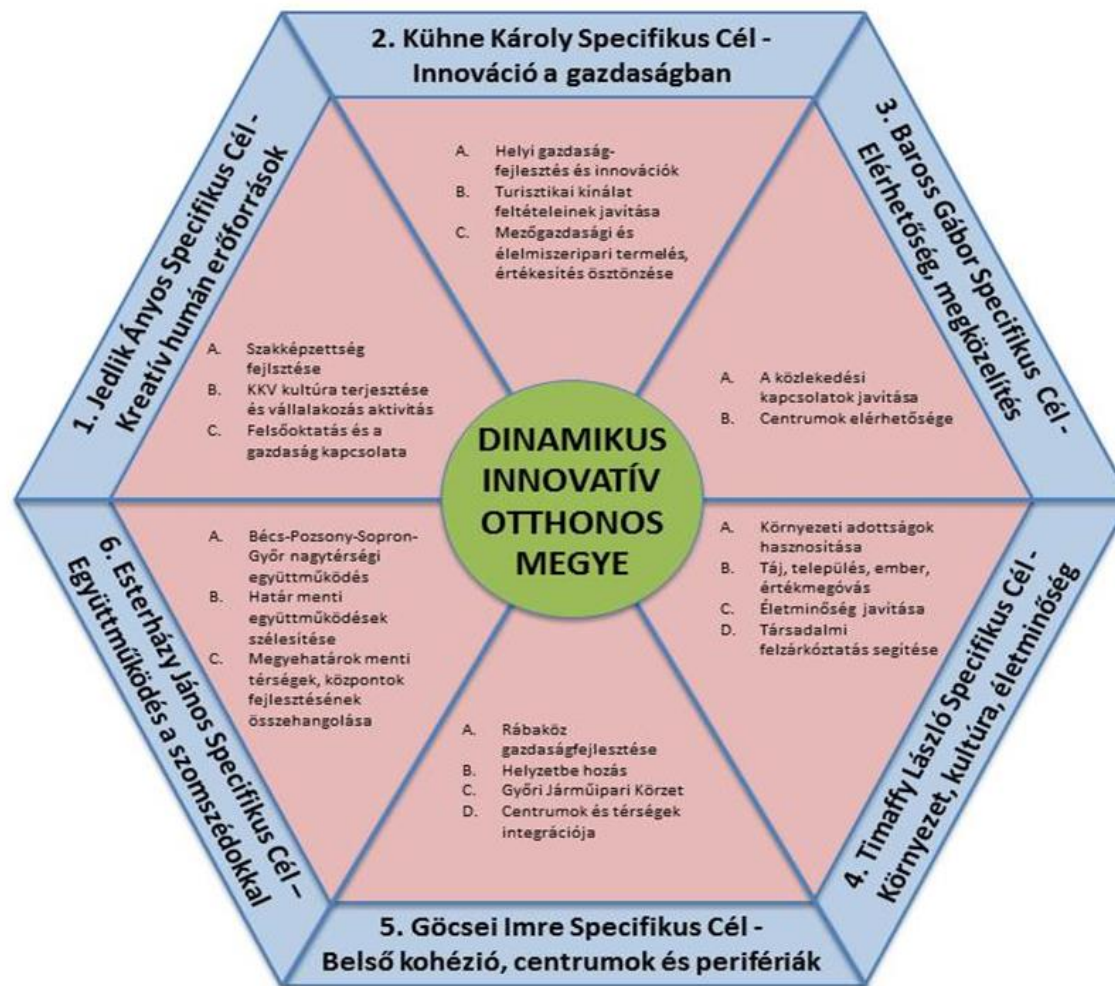 1. Jedlik Ányos Specifikus Cél -
Kreatív humán erőforrások
A. Szakképzettség
fejlsztése
B. KKV kultúra terjesztése
és vállalakozás aktivitás
C. Felsőoktatás és a
gazdaság kapcsolata
2. Kühne Károly Specifikus Cél -
Innováció a gazdaságban
A. Helyi gazdaság-
fejlesztés és innovációk
B. Turisztikai kínálat
feltételeinek javítása
C. Mezőgazdasági és
élelmiszeripari termelés,
értékesítés ösztönzése
3. Baross Gábor Specifikus Cél -
Elérhetőség, megközelítés
A. A közlekedési
kapcsolatok javítása
B. Centrumok elérhetősége
DINAMIKUS
INNOVATÍV
OTTHONOS
MEGYE
4. Timaffy László Specifikus Cél -
Környezet, kultúra, életminőség
A. Környezeti adottságok
hasznosítása
B. Táj, település, ember,
értékmegóvás
C. Életminőség javítása
D. Társadalmi
felzárkóztatás segítése
5. Göcsei Imre Specifikus Cél -
Belső kohézió, centrumok és perifériák
A. Rábaköz
gazdaságfejlesztése
B. Helyzetbe hozás
C. Győri Járműipari Körzet
D. Centrumok és térségek
integrációja
6. Esterházy János Specifikus Cél –
Együttműködés a szomszédokkal
A. Bécs-Pozsony-Sopron-
Győr nagytérségi
együttműködés
B. Határ menti
együttműködések
szélesítése
C. Megyehatárok menti
térségek, központok
fejlesztésének
összehangolása